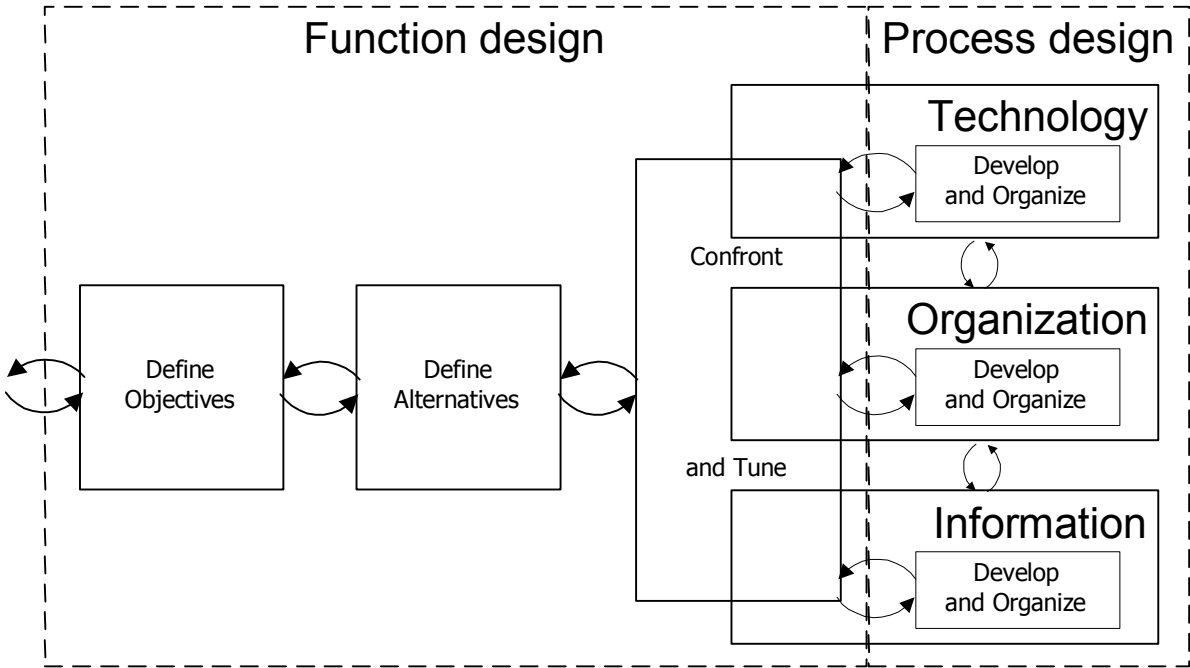 Function design
Process design
Technology
Develop
and Organize
Confront
Organization
Define
Objectives
Define
Alternatives
Develop
and Organize
and Tune
Information
Develop
and Organize